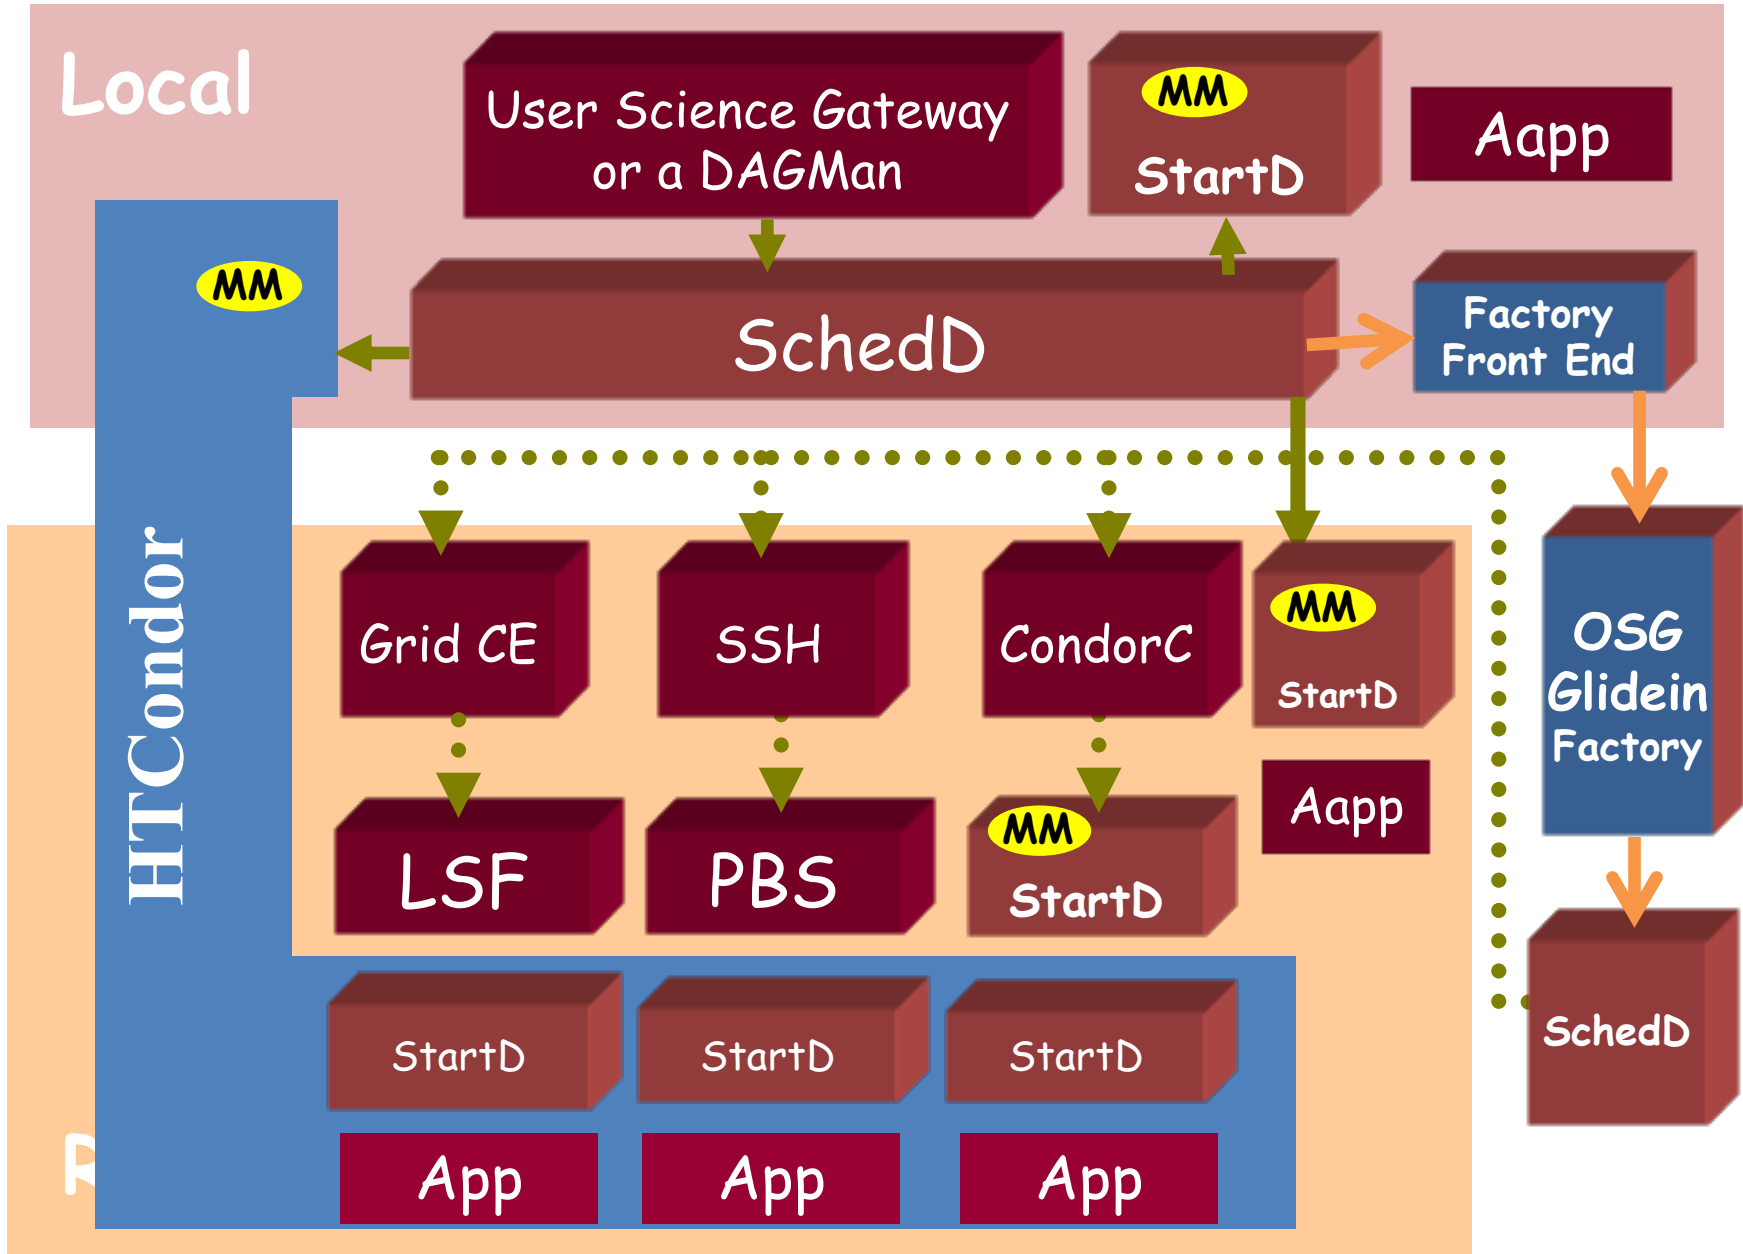 Local
User Science Gateway
or a DAGMan
MM
StartD
Aapp
MM
SchedD
Factory
Front End
HTCondor
Grid CE
SSH
CondorC
MM
StartD
OSG
Glidein
Factory
LSF
PBS
MM
StartD
Aapp
StartD
StartD
StartD
SchedD
R
App
App
App